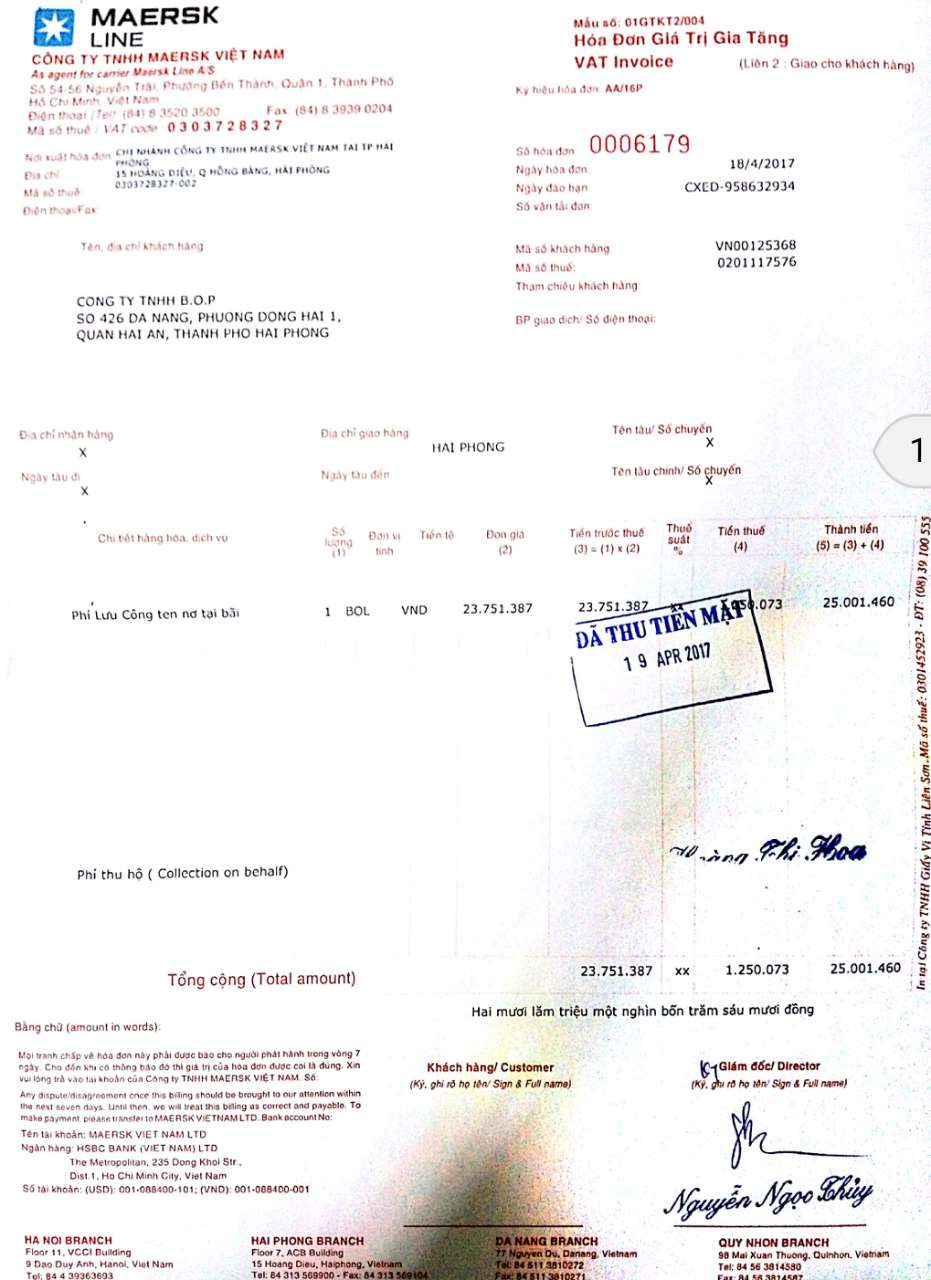 MAERSK
LINE
CÔNG TY TNHH MAERSK VIỆT NAM
As agent for carrier Maersk Line A/S
Số 54-56 Nguyễn Trãi, Phường Bến Thành, Quận 1, Thành Phố
Hồ Chí Minh, Việt Nam
Điện thoại /Tel: (84) 8 3520 3500 Fax: (84) 8 3939 0204
Mã số thuế / VAT code: 0303728327
Mẫu số: 01GTKT2/004
Hóa Đơn Giá Trị Gia Tăng
VAT Invoice (Liên 2 : Giao cho khách hàng)
Ký hiệu hóa đơn: AA/16P
Nơi xuất hóa đơn CHI NHÁNH CÔNG TY TNHH MAERSK VIỆT NAM TẠI TP HẢI
PHÒNG
Địa chỉ 15 HOÀNG DIỆU, Q HỒNG BÀNG, HẢI PHÒNG
Mã số thuế 0303728327-002
Điện thoại/Fax
Số hóa đơn 0006179
Ngày hóa đơn 18/4/2017
Ngày đáo hạn CXED-958632934
Số vận tải đơn:
Tên, địa chỉ khách hàng
CONG TY TNHH B.O.P
SO 426 DA NANG, PHUONG DONG HAI 1,
QUAN HAI AN, THANH PHO HAI PHONG
Mã số khách hàng VN00125368
Mã số thuế: 0201117576
Tham chiếu khách hàng
BP giao dịch/ Số điện thoại:
Địa chỉ nhận hàng Địa chỉ giao hàng Tên tàu/ Số chuyến
X HAI PHONG X
Ngày tàu đi Ngày tàu đến Tên tàu chính/ Số chuyến
X X
1
Chi tiết hàng hóa, dịch vụ Số lượng (1) Đơn vị tính Tiền tệ Đơn giá (2) Tiền trước thuế (3) = (1) x (2) Thuế suất % Tiền thuế (4) Thành tiền (5) = (3) + (4)
Phí Lưu Công ten nơ tại bãi 1 BOL VND 23.751.387 23.751.387 xx 1.250.073 25.001.460
ĐÃ THU TIỀN MẶT
19 APR 2017
Hoàng Thị Hoa
Phí thu hộ ( Collection on behalf)
Tổng cộng (Total amount) 23.751.387 xx 1.250.073 25.001.460
Hai mươi lăm triệu một nghìn bốn trăm sáu mươi đồng
Bằng chữ (amount in words):
Mọi tranh chấp về hóa đơn này phải được báo cho người phát hành trong vòng 7
ngày. Cho đến khi có thông báo đó thì giá trị của hóa đơn được coi là đúng. Xin
vui lòng trả vào tài khoản của Công ty TNHH MAERSK VIỆT NAM. Số:
Any dispute/disagreement once this billing should be brought to our attention within
the next seven days. Until then, we will treat this billing as correct and payable. To
make payment, please transfer to MAERSK VIETNAM LTD. Bank account No:
Tên tài khoản: MAERSK VIET NAM LTD
Ngân hàng: HSBC BANK (VIET NAM) LTD
The Metropolitan, 235 Dong Khoi Str.,
Dist.1, Ho Chi Minh City, Viet Nam
Số tài khoản: (USD): 001-088400-101; (VND): 001-088400-001
Khách hàng/ Customer
(Ký, ghi rõ họ tên/ Sign & Full name)
Giám đốc/ Director
(Ký, ghi rõ họ tên/ Sign & Full name)
Nguyễn Ngọc Thủy
In tại Công ty TNHH Giấy Vi Tính Liên Sơn. Mã số thuế: 0301452923 - ĐT: (08) 39 100 555
HA NOI BRANCH
Floor 11, VCCI Building
9 Dao Duy Anh, Hanoi, Viet Nam
Tel: 84 4 39363693
HAI PHONG BRANCH
Floor 7, ACB Building
15 Hoang Dieu, Haiphong, Vietnam
Tel: 84 313 569900 - Fax: 84 313 569104
DA NANG BRANCH
77 Nguyen Du, Danang, Vietnam
Tel: 84 511 3810272
Fax: 84 511 3810271
QUY NHON BRANCH
98 Mai Xuan Thuong, Quinhon, Vietnam
Tel: 84 56 3814580
Fax: 84 56 3814587